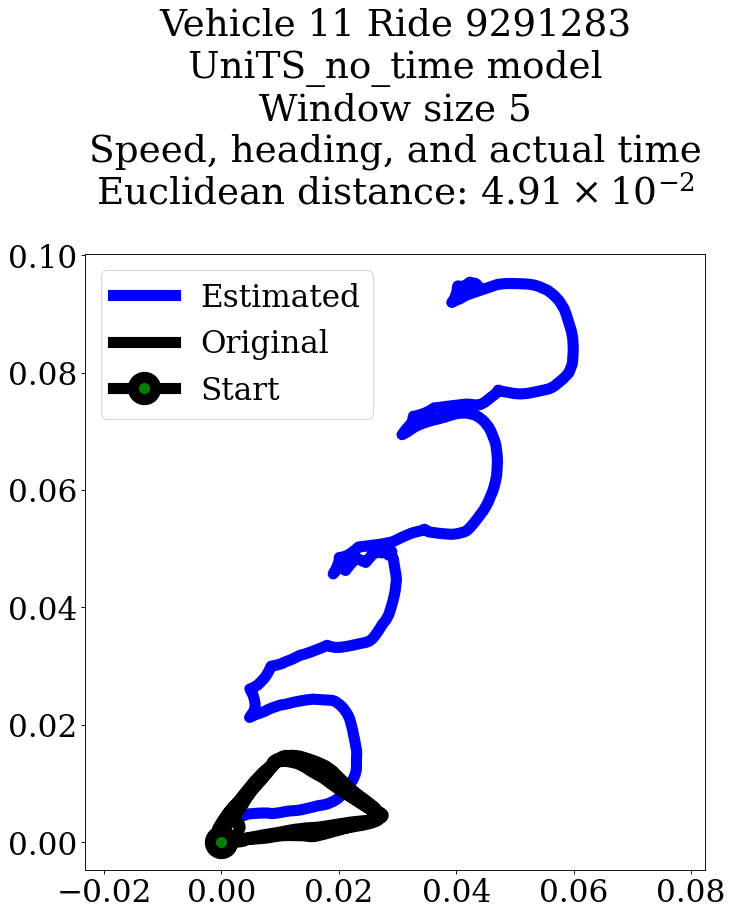 Vehicle 11 Ride 9291283
UniTS_no_time model
Window size 5
Speed, heading, and actual time
Euclidean distance: 4.91 × 10⁻²
Estimated
Original
Start
0.10
0.08
0.06
0.04
0.02
0.00
−0.02 0.00 0.02 0.04 0.06 0.08